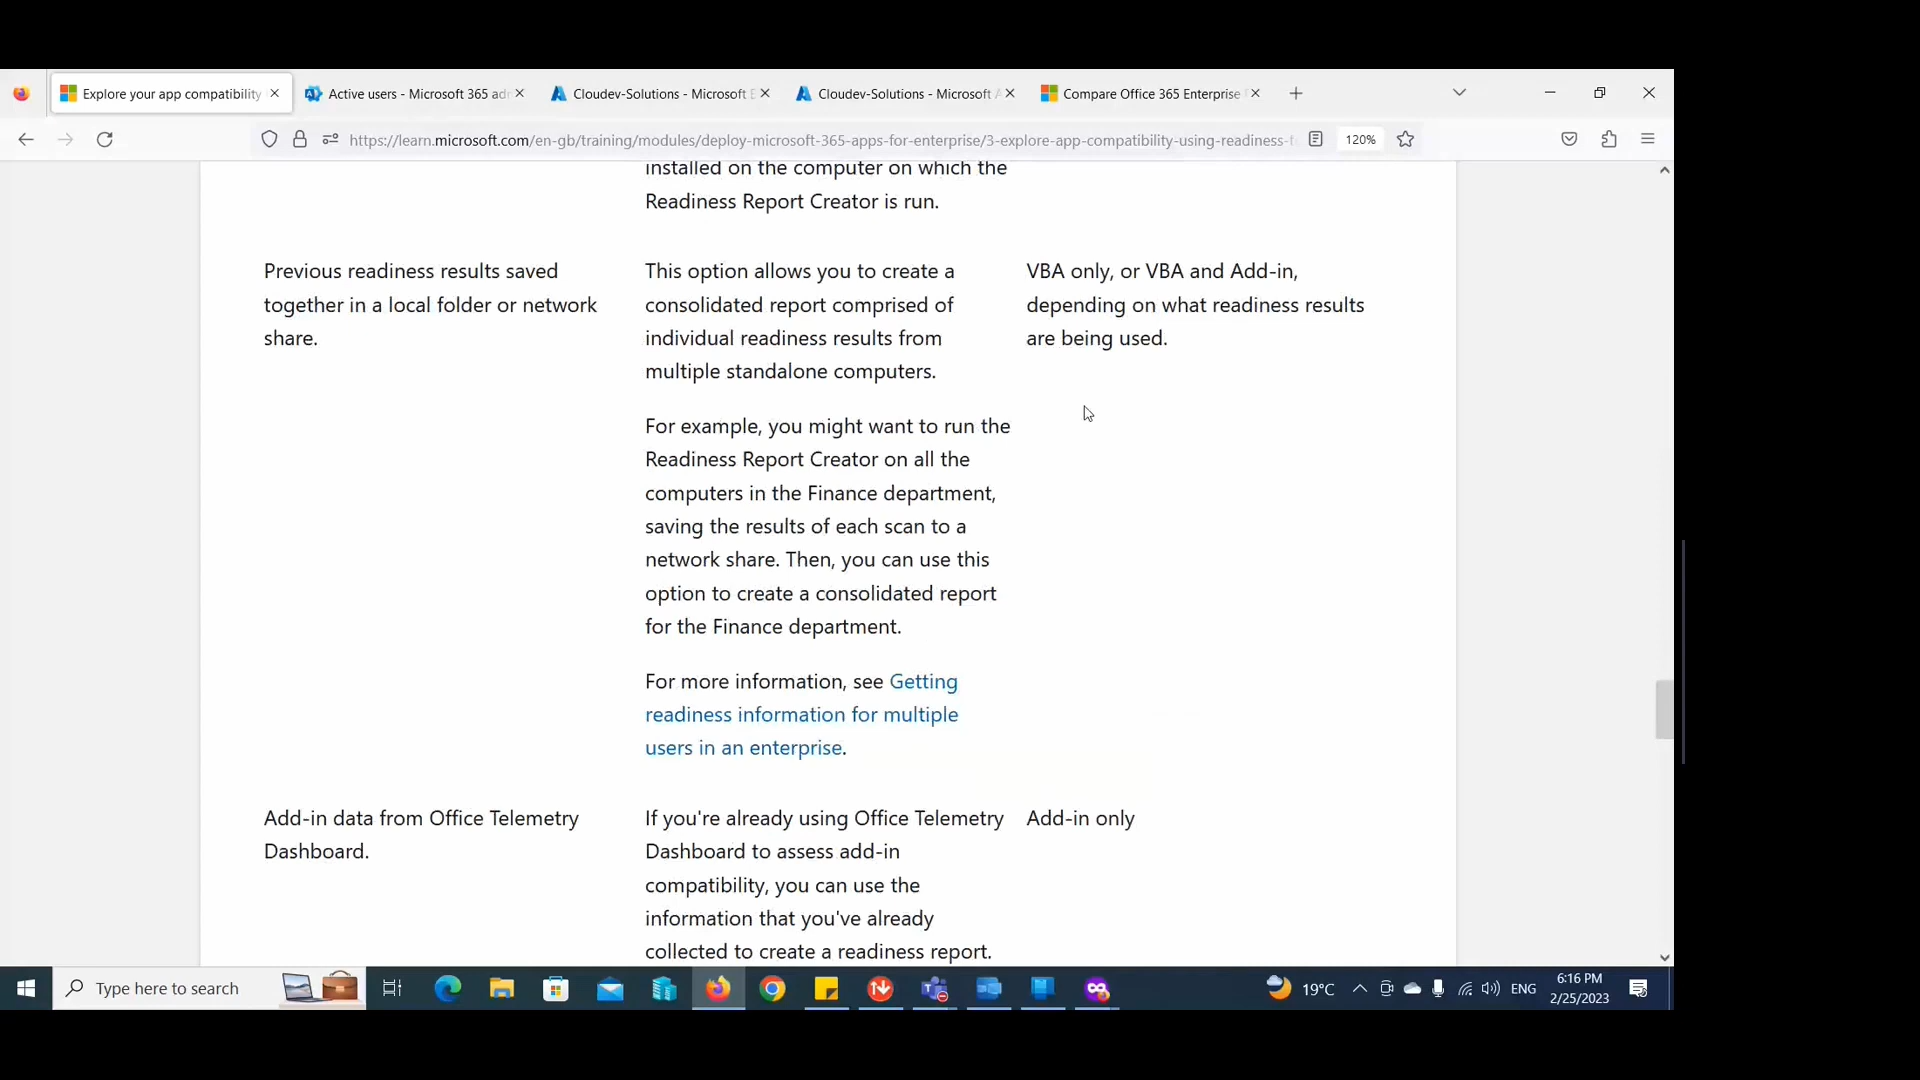 Explore your app compatibility
Active users - Microsoft 365 adm
Cloudev-Solutions - Microsoft E
Cloudev-Solutions - Microsoft A
Compare Office 365 Enterprise
https://learn.microsoft.com/en-gb/training/modules/deploy-microsoft-365-apps-for-enterprise/3-explore-app-compatibility-using-readiness-t
120%
installed on the computer on which the
Readiness Report Creator is run.
Previous readiness results saved
together in a local folder or network
share.
This option allows you to create a
consolidated report comprised of
individual readiness results from
multiple standalone computers.
For example, you might want to run the
Readiness Report Creator on all the
computers in the Finance department,
saving the results of each scan to a
network share. Then, you can use this
option to create a consolidated report
for the Finance department.
For more information, see Getting
readiness information for multiple
users in an enterprise.
VBA only, or VBA and Add-in,
depending on what readiness results
are being used.
Add-in data from Office Telemetry
Dashboard.
If you're already using Office Telemetry
Dashboard to assess add-in
compatibility, you can use the
information that you've already
collected to create a readiness report.
Add-in only
Type here to search
19°C
ENG
6:16 PM
2/25/2023